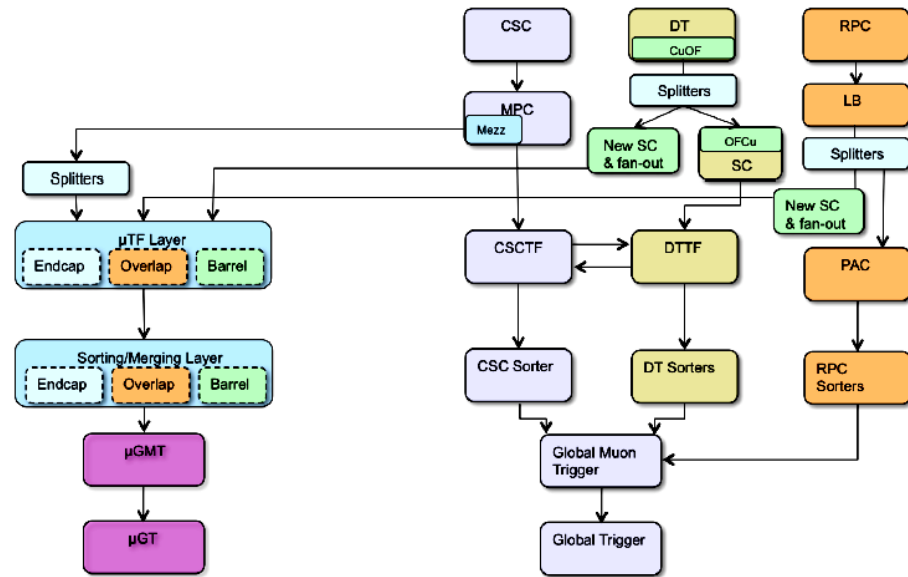 CSC
DT
CuOF
RPC
Splitters
MPC
Mezz
LB
New SC
& fan-out
OFCu
SC
Splitters
Splitters
New SC
& fan-out
µTF Layer
Endcap
Overlap
Barrel
CSCTF
DTTF
PAC
Sorting/Merging Layer
Endcap
Overlap
Barrel
CSC Sorter
DT Sorters
RPC
Sorters
µGMT
Global Muon
Trigger
µGT
Global Trigger